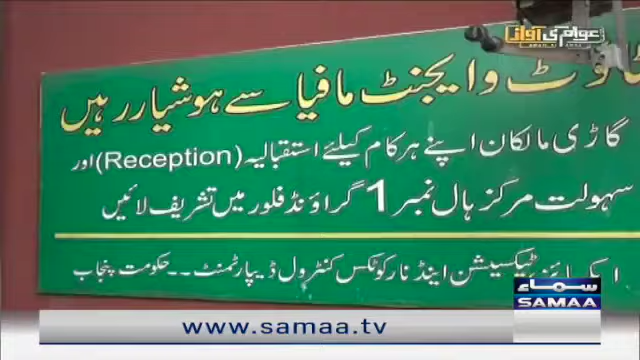 عوام کی آواز
ٹاؤٹ و ایجنٹ مافیا سے ہوشیار رہیں
گاڑی مالکان اپنے ہر کام کیلئے استقبالیہ (Reception) اور
سہولت مرکز ہال نمبر 1 گراؤنڈ فلور میں تشریف لائیں
ایکسائز ٹیکسیشن اینڈ نارکوٹکس کنٹرول ڈیپارٹمنٹ۔۔ حکومت پنجاب
سماء
SAMAA
www.samaa.tv